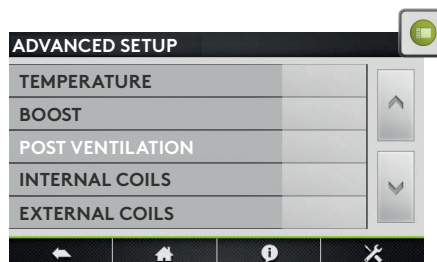 ADVANCED SETUP
TEMPERATURE
BOOST
POST VENTILATION
INTERNAL COILS
EXTERNAL COILS